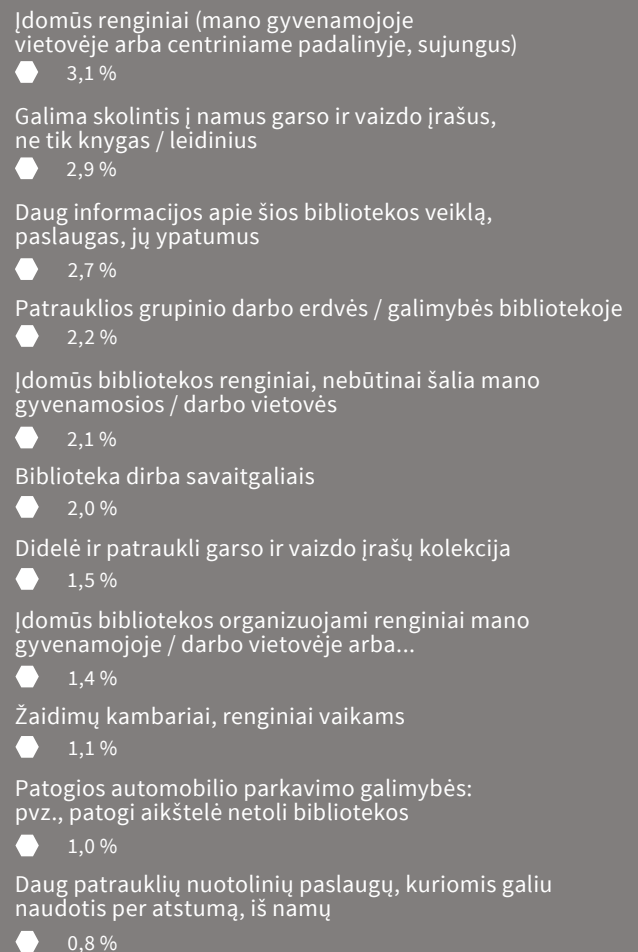 Įdomūs renginiai (mano gyvenamojoje
vietovėje arba centriniame padalinyje, sujungus)
3,1 %
Galima skolintis į namus garso ir vaizdo įrašus,
ne tik knygas / leidinius
2,9 %
Daug informacijos apie šios bibliotekos veiklą,
paslaugas, jų ypatumus
2,7 %
Patrauklios grupinio darbo erdvės / galimybės bibliotekoje
2,2 %
Įdomūs bibliotekos renginiai, nebūtinai šalia mano
gyvenamosios / darbo vietovės
2,1 %
Biblioteka dirba savaitgaliais
2,0 %
Didelė ir patraukli garso ir vaizdo įrašų kolekcija
1,5 %
Įdomūs bibliotekos organizuojami renginiai mano
gyvenamojoje / darbo vietovėje arba...
1,4 %
Žaidimų kambariai, renginiai vaikams
1,1 %
Patogios automobilio parkavimo galimybės:
pvz., patogi aikštelė netoli bibliotekos
1,0 %
Daug patrauklių nuotolinių paslaugų, kuriomis galiu
naudotis per atstumą, iš namų
0,8 %